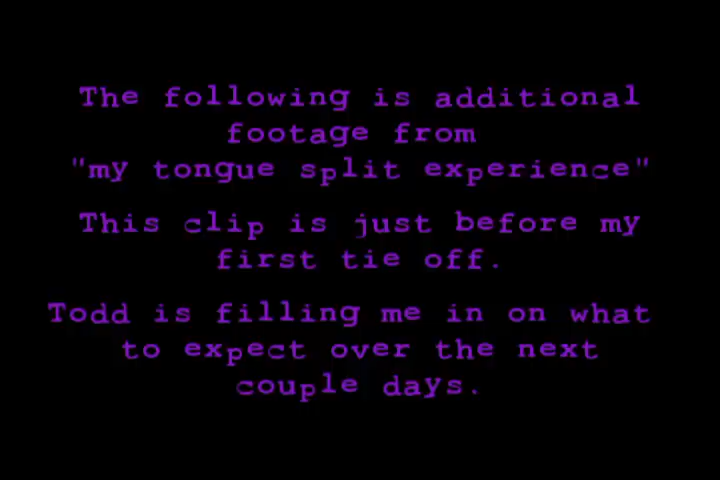 The following is additional
footage from
"my tongue split experience"
This clip is just before my
first tie off.
Todd is filling me in on what
to expect over the next
couple days.